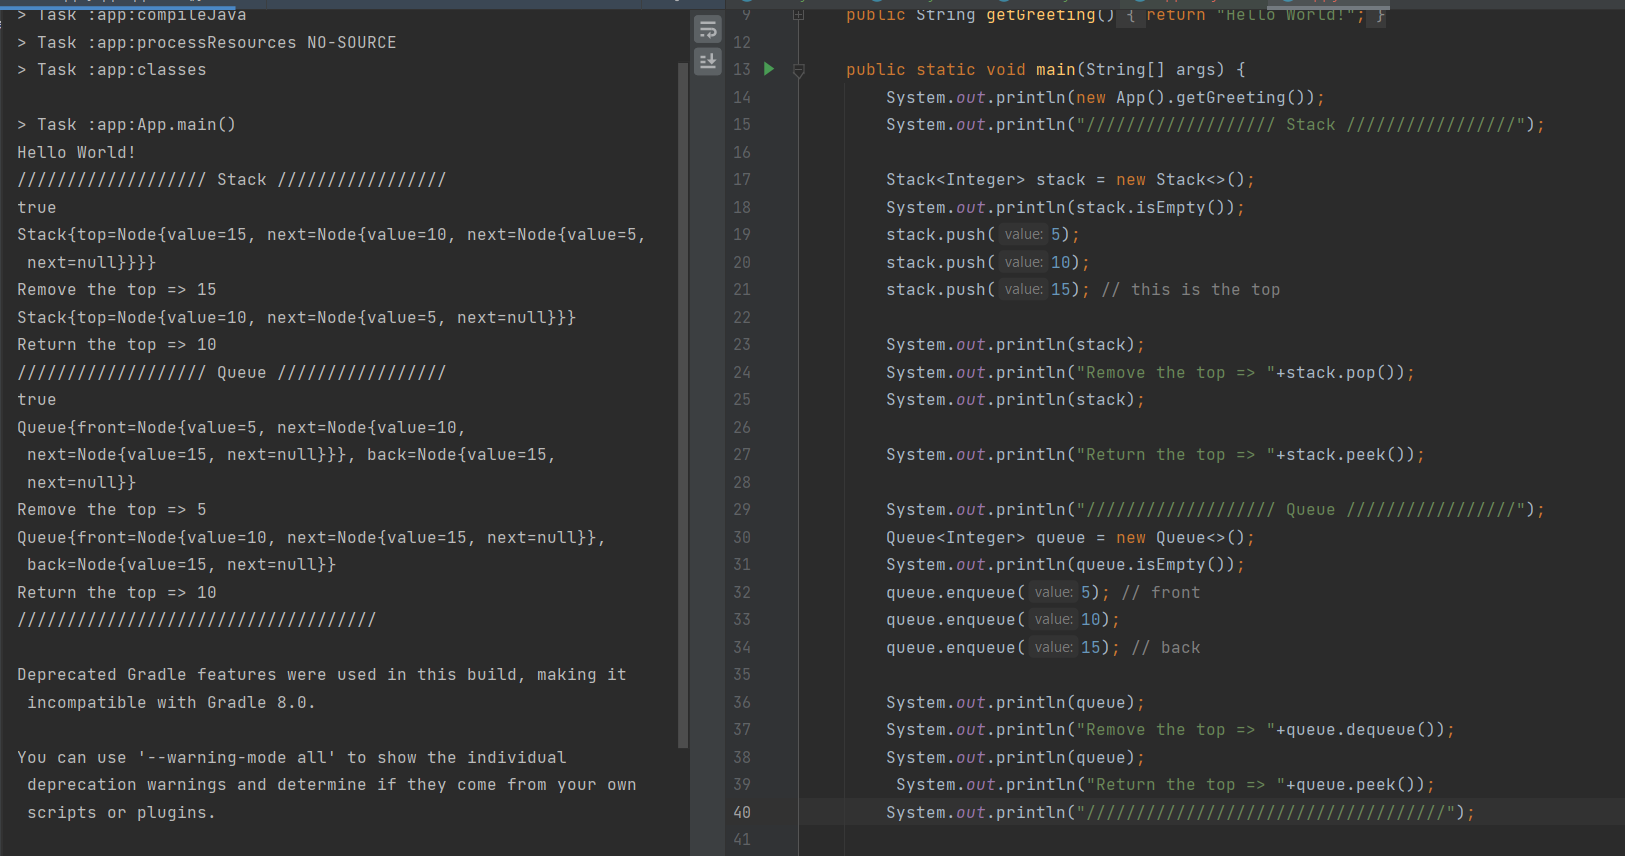 > Task :app:compileJava
> Task :app:processResources NO-SOURCE
> Task :app:classes
> Task :app:App.main()
Hello World!
/////////////////// Stack /////////////////
true
Stack{top=Node{value=15, next=Node{value=10, next=Node{value=5,
next=null}}}}
Remove the top => 15
Stack{top=Node{value=10, next=Node{value=5, next=null}}}
Return the top => 10
/////////////////// Queue /////////////////
true
Queue{front=Node{value=5, next=Node{value=10,
next=Node{value=15, next=null}}}, back=Node{value=15,
next=null}}
Remove the top => 5
Queue{front=Node{value=10, next=Node{value=15, next=null}},
back=Node{value=15, next=null}}
Return the top => 10
////////////////////////////////////
Deprecated Gradle features were used in this build, making it
incompatible with Gradle 8.0.
You can use '--warning-mode all' to show the individual
deprecation warnings and determine if they come from your own
scripts or plugins.
9 public String getGreeting() { return "Hello World!"; }
12
13 public static void main(String[] args) {
14 System.out.println(new App().getGreeting());
15 System.out.println("/////////////////// Stack /////////////////");
16
17 Stack<Integer> stack = new Stack<>();
18 System.out.println(stack.isEmpty());
19 stack.push( value: 5);
20 stack.push( value: 10);
21 stack.push( value: 15); // this is the top
22
23 System.out.println(stack);
24 System.out.println("Remove the top => "+stack.pop());
25 System.out.println(stack);
26
27 System.out.println("Return the top => "+stack.peek());
28
29 System.out.println("/////////////////// Queue /////////////////");
30 Queue<Integer> queue = new Queue<>();
31 System.out.println(queue.isEmpty());
32 queue.enqueue( value: 5); // front
33 queue.enqueue( value: 10);
34 queue.enqueue( value: 15); // back
35
36 System.out.println(queue);
37 System.out.println("Remove the top => "+queue.dequeue());
38 System.out.println(queue);
39 System.out.println("Return the top => "+queue.peek());
40 System.out.println("////////////////////////////////////");
41